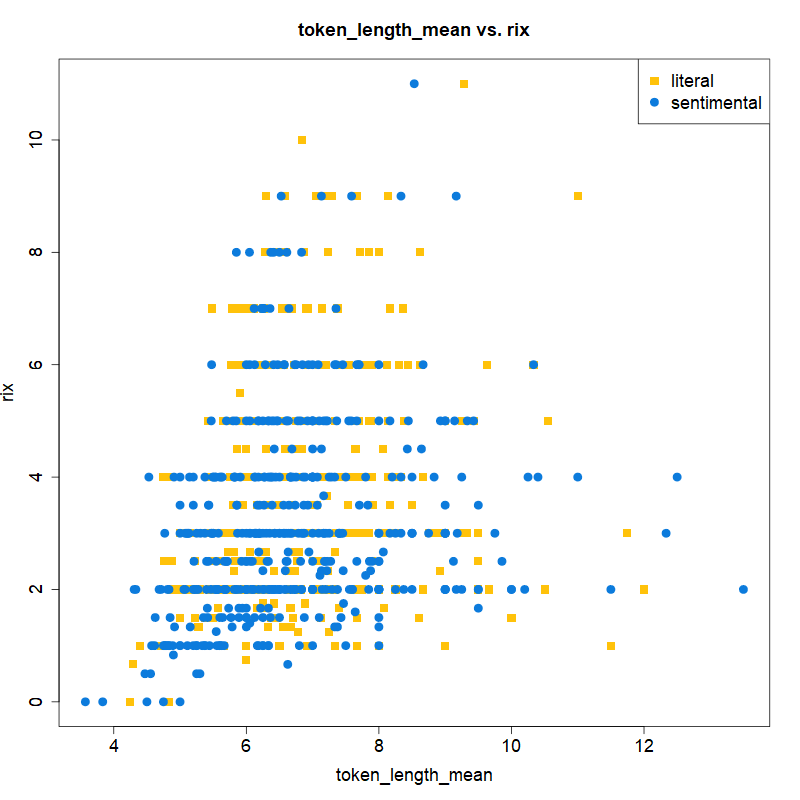 token_length_mean vs. rix
literal
sentimental
10
8
6
4
2
0
rix
4 6 8 10 12
token_length_mean